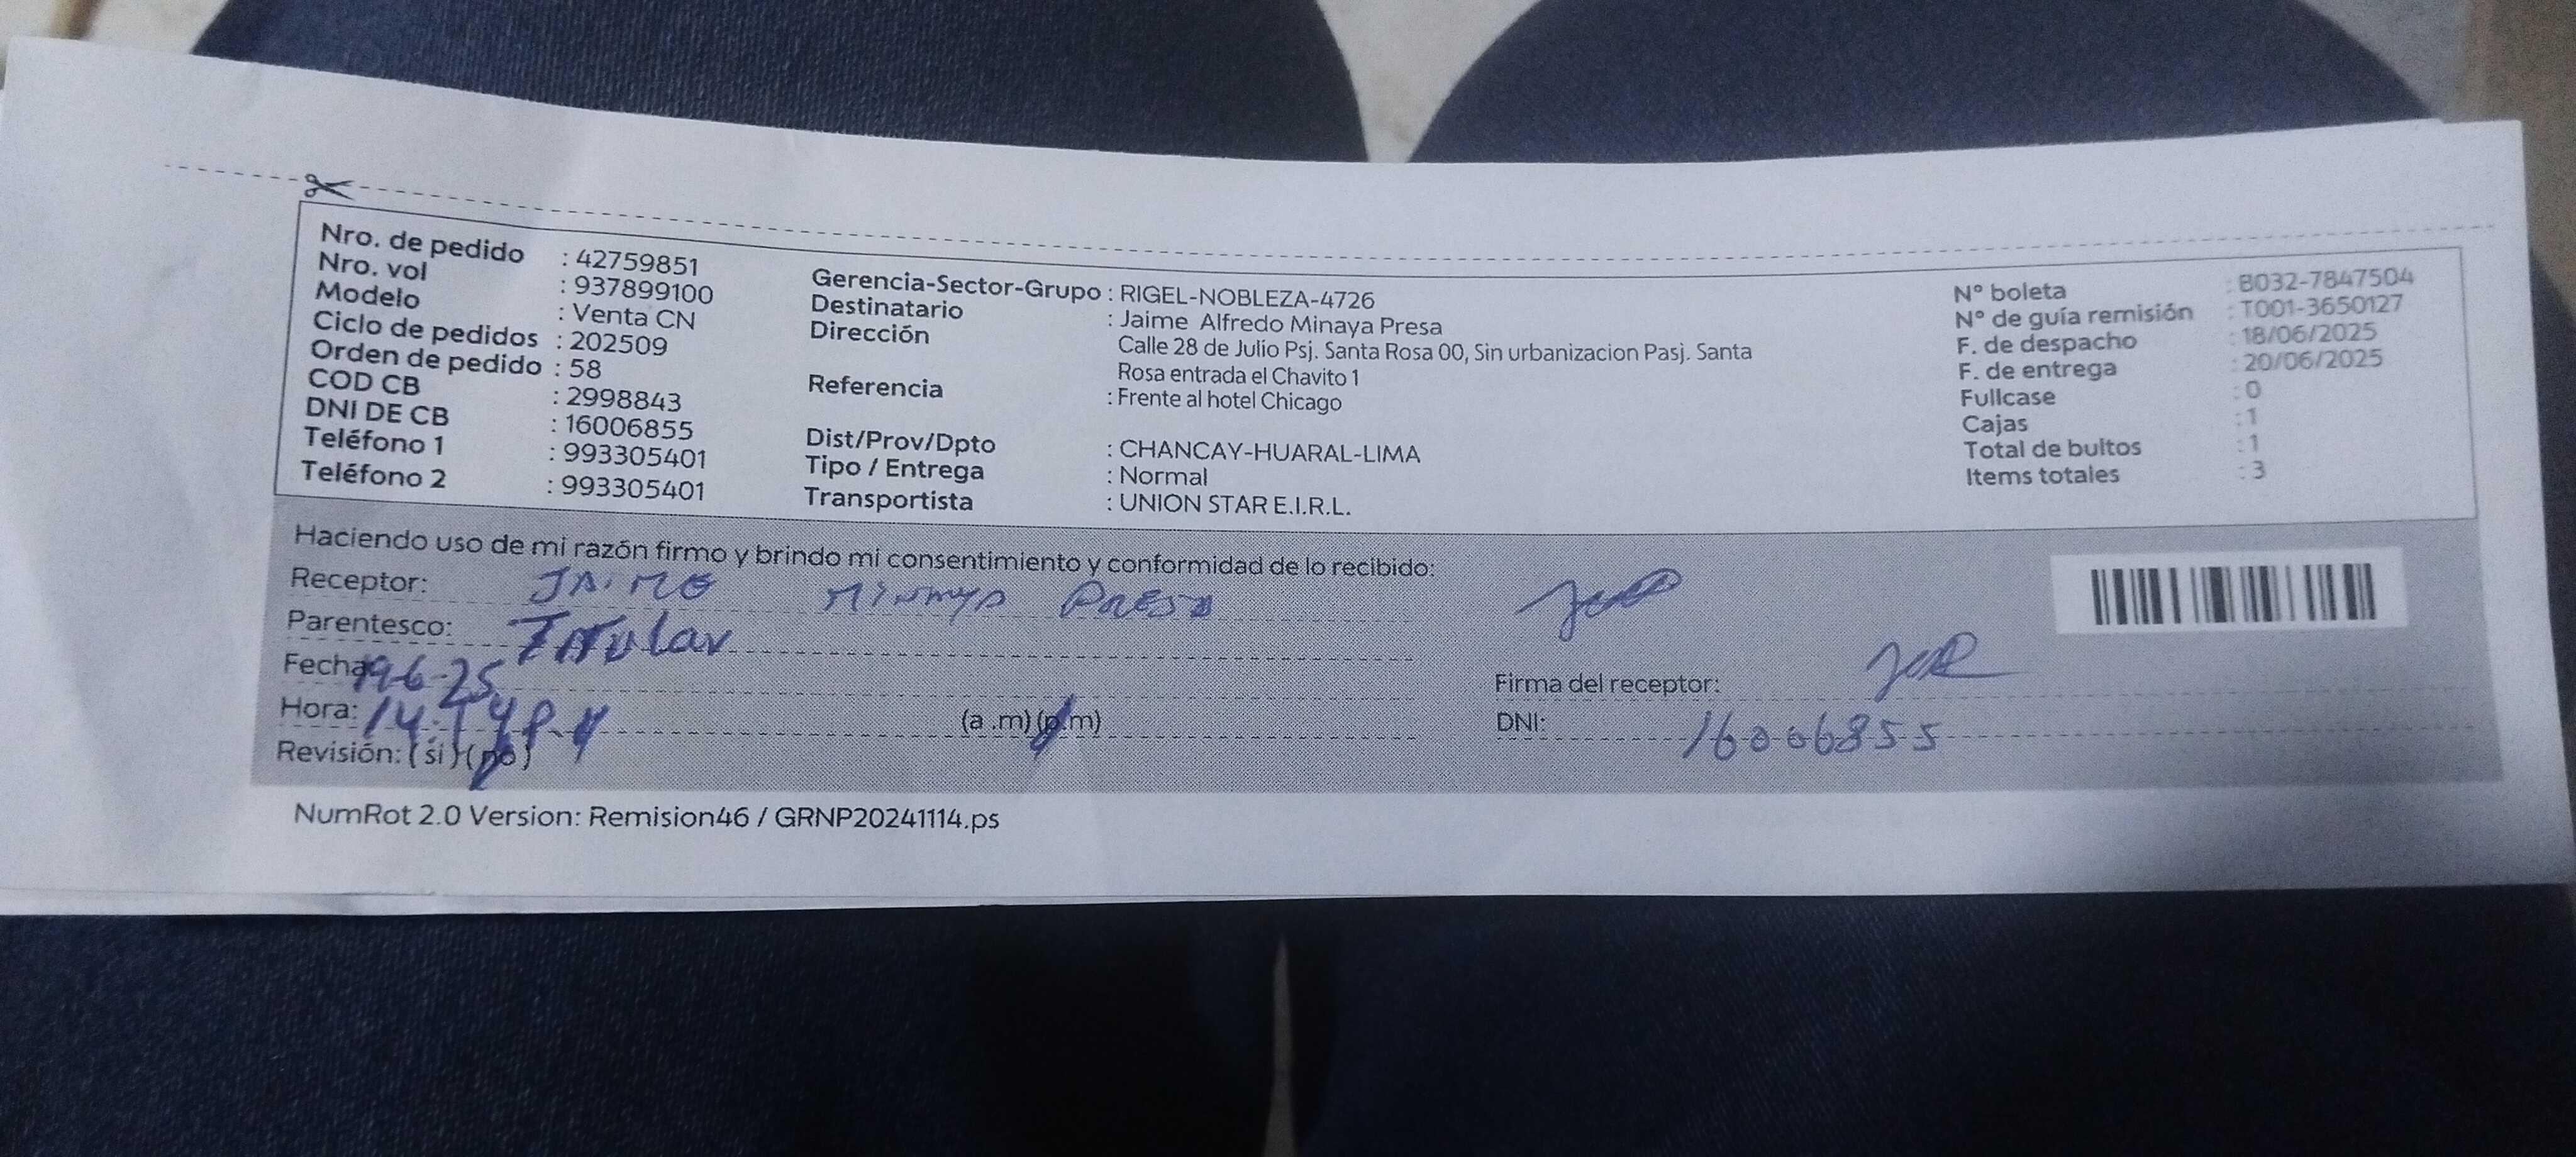 Nro. de pedido : 42759851
Nro. vol : 937899100
Modelo : Venta CN
Ciclo de pedidos : 202509
Orden de pedido : 58
COD CB : 2998843
DNI DE CB : 16006855
Teléfono 1 : 993305401
Teléfono 2 : 993305401
Gerencia-Sector-Grupo : RIGEL-NOBLEZA-4726
Destinatario : Jaime Alfredo Minaya Presa
Dirección Calle 28 de Julio Psj. Santa Rosa 00, Sin urbanizacion Pasj. Santa
Rosa entrada el Chavito 1
Referencia : Frente al hotel Chicago
Dist/Prov/Dpto : CHANCAY-HUARAL-LIMA
Tipo / Entrega : Normal
Transportista : UNION STAR E.I.R.L.
N° boleta : B032-7847504
N° de guía remisión : T001-3650127
F. de despacho : 18/06/2025
F. de entrega : 20/06/2025
Fullcase : 0
Cajas : 1
Total de bultos : 1
Items totales : 3
Haciendo uso de mi razón firmo y brindo mi consentimiento y conformidad de lo recibido:
Receptor: JAIME MINAYA PRESA
Parentesco: Titular
Fecha 19-6-25
Hora: (a .m) (p.m)
Revisión: ( si ) ( no )
Firma del receptor:
DNI: 16006855
NumRot 2.0 Version: Remision46 / GRNP20241114.ps